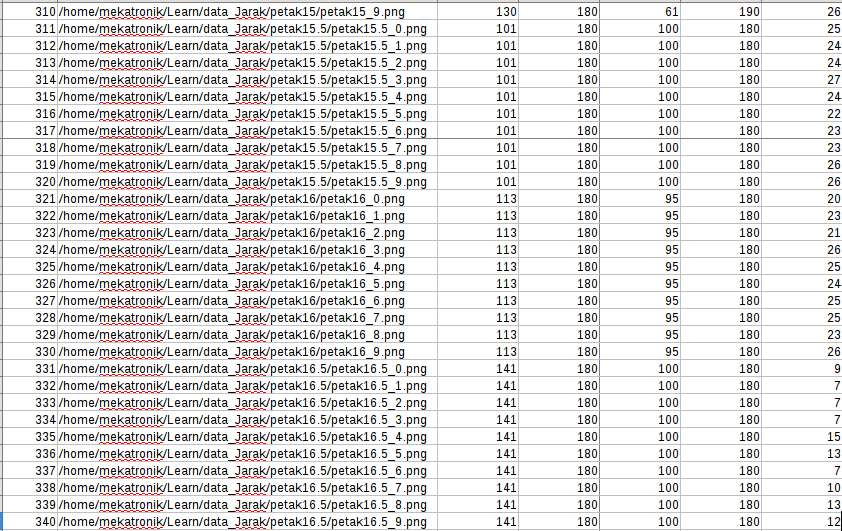 310 /home/mekatronik/Learn/data_Jarak/petak15/petak15_9.png 130 180 61 190 26
311 /home/mekatronik/Learn/data_Jarak/petak15.5/petak15.5_0.png 101 180 100 180 25
312 /home/mekatronik/Learn/data_Jarak/petak15.5/petak15.5_1.png 101 180 100 180 24
313 /home/mekatronik/Learn/data_Jarak/petak15.5/petak15.5_2.png 101 180 100 180 24
314 /home/mekatronik/Learn/data_Jarak/petak15.5/petak15.5_3.png 101 180 100 180 27
315 /home/mekatronik/Learn/data_Jarak/petak15.5/petak15.5_4.png 101 180 100 180 24
316 /home/mekatronik/Learn/data_Jarak/petak15.5/petak15.5_5.png 101 180 100 180 22
317 /home/mekatronik/Learn/data_Jarak/petak15.5/petak15.5_6.png 101 180 100 180 23
318 /home/mekatronik/Learn/data_Jarak/petak15.5/petak15.5_7.png 101 180 100 180 23
319 /home/mekatronik/Learn/data_Jarak/petak15.5/petak15.5_8.png 101 180 100 180 26
320 /home/mekatronik/Learn/data_Jarak/petak15.5/petak15.5_9.png 101 180 100 180 26
321 /home/mekatronik/Learn/data_Jarak/petak16/petak16_0.png 113 180 95 180 20
322 /home/mekatronik/Learn/data_Jarak/petak16/petak16_1.png 113 180 95 180 23
323 /home/mekatronik/Learn/data_Jarak/petak16/petak16_2.png 113 180 95 180 21
324 /home/mekatronik/Learn/data_Jarak/petak16/petak16_3.png 113 180 95 180 26
325 /home/mekatronik/Learn/data_Jarak/petak16/petak16_4.png 113 180 95 180 25
326 /home/mekatronik/Learn/data_Jarak/petak16/petak16_5.png 113 180 95 180 24
327 /home/mekatronik/Learn/data_Jarak/petak16/petak16_6.png 113 180 95 180 25
328 /home/mekatronik/Learn/data_Jarak/petak16/petak16_7.png 113 180 95 180 25
329 /home/mekatronik/Learn/data_Jarak/petak16/petak16_8.png 113 180 95 180 23
330 /home/mekatronik/Learn/data_Jarak/petak16/petak16_9.png 113 180 95 180 26
331 /home/mekatronik/Learn/data_Jarak/petak16.5/petak16.5_0.png 141 180 100 180 9
332 /home/mekatronik/Learn/data_Jarak/petak16.5/petak16.5_1.png 141 180 100 180 7
333 /home/mekatronik/Learn/data_Jarak/petak16.5/petak16.5_2.png 141 180 100 180 7
334 /home/mekatronik/Learn/data_Jarak/petak16.5/petak16.5_3.png 141 180 100 180 7
335 /home/mekatronik/Learn/data_Jarak/petak16.5/petak16.5_4.png 141 180 100 180 15
336 /home/mekatronik/Learn/data_Jarak/petak16.5/petak16.5_5.png 141 180 100 180 13
337 /home/mekatronik/Learn/data_Jarak/petak16.5/petak16.5_6.png 141 180 100 180 7
338 /home/mekatronik/Learn/data_Jarak/petak16.5/petak16.5_7.png 141 180 100 180 10
339 /home/mekatronik/Learn/data_Jarak/petak16.5/petak16.5_8.png 141 180 100 180 13
340 /home/mekatronik/Learn/data_Jarak/petak16.5/petak16.5_9.png 141 180 100 180 12